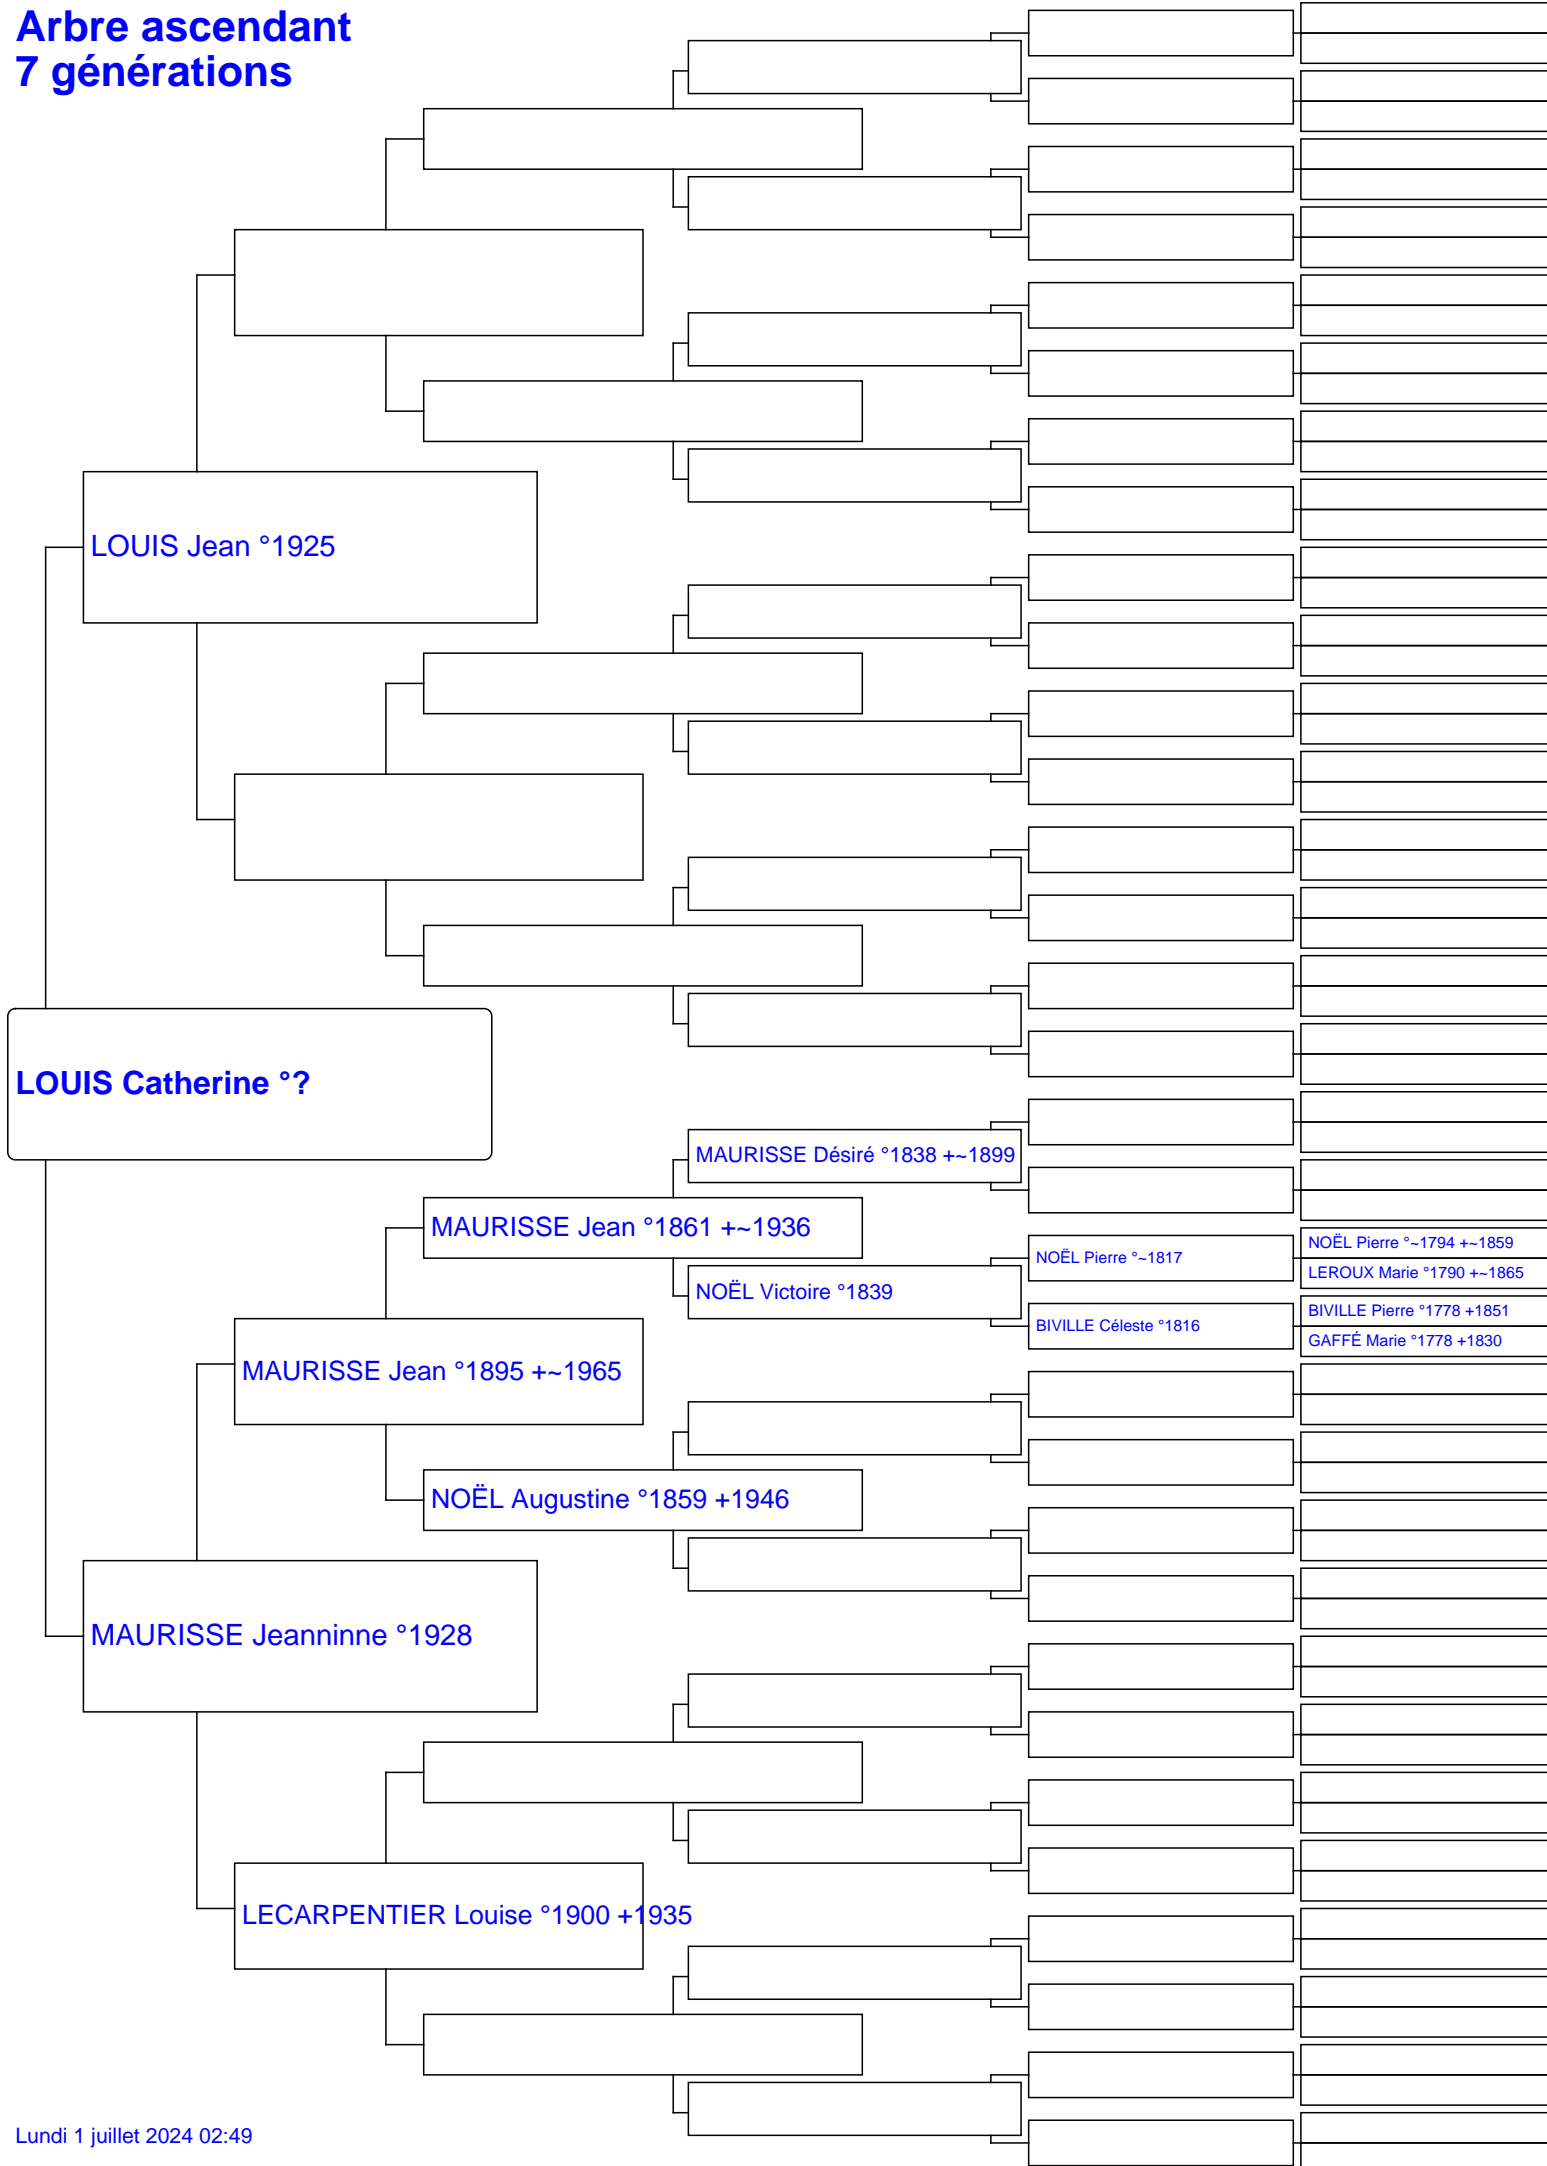 Arbre ascendant
7 générations
LOUIS Jean °1925
LOUIS Catherine °?
MAURISSE Désiré °1838 +~1899
MAURISSE Jean °1861 +~1936
NOËL Pierre °~1794 +~1859
NOËL Pierre °~1817
LEROUX Marie °1790 +~1865
NOËL Victoire °1839
BIVILLE Pierre °1778 +1851
BIVILLE Céleste °1816
GAFFÉ Marie °1778 +1830
MAURISSE Jean °1895 +~1965
NOËL Augustine °1859 +1946
MAURISSE Jeanninne °1928
LECARPENTIER Louise °1900 +1935
Lundi 1 juillet 2024 02:49